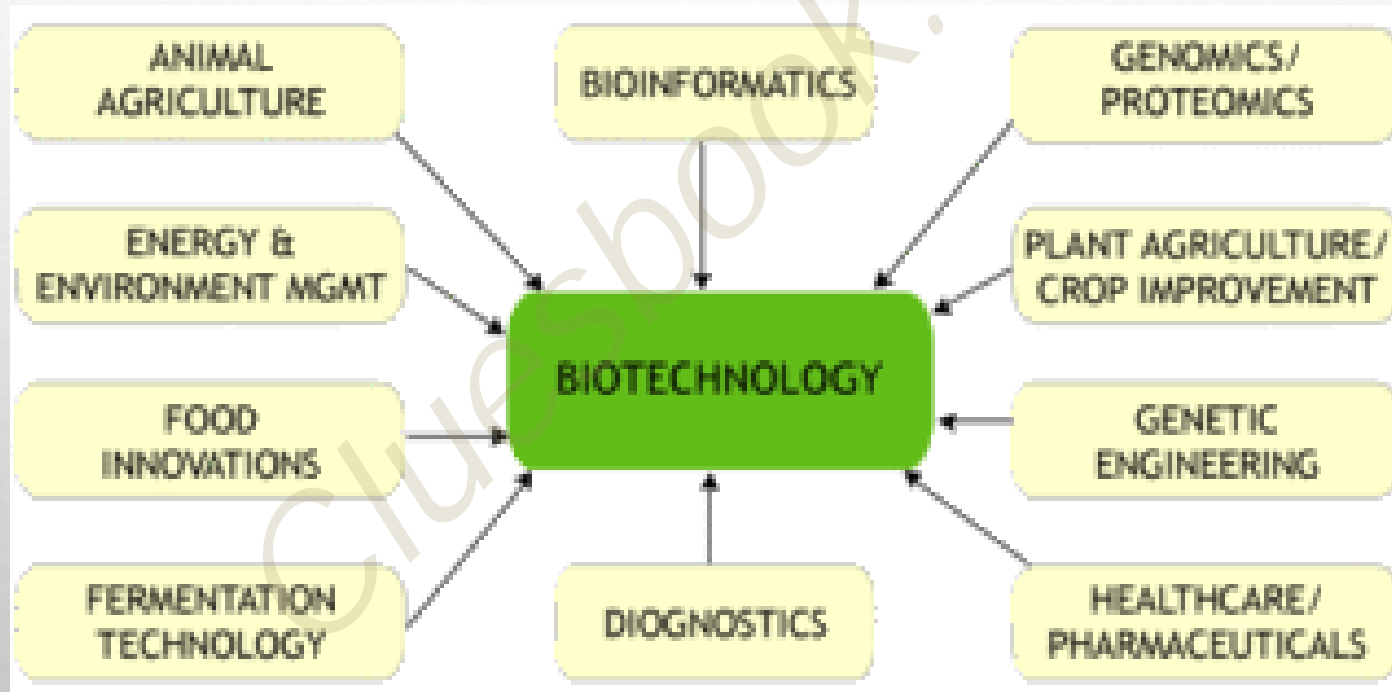 ANIMAL
AGRICULTURE
BIOINFORMATICS
GENOMICS/
PROTEOMICS
ENERGY &
ENVIRONMENT MGMT
PLANT AGRICULTURE/
CROP IMPROVEMENT
BIOTECHNOLOGY
FOOD
INNOVATIONS
GENETIC
ENGINEERING
FERMENTATION
TECHNOLOGY
DIOGNOSTICS
HEALTHCARE/
PHARMACEUTICALS
Cluesbook.